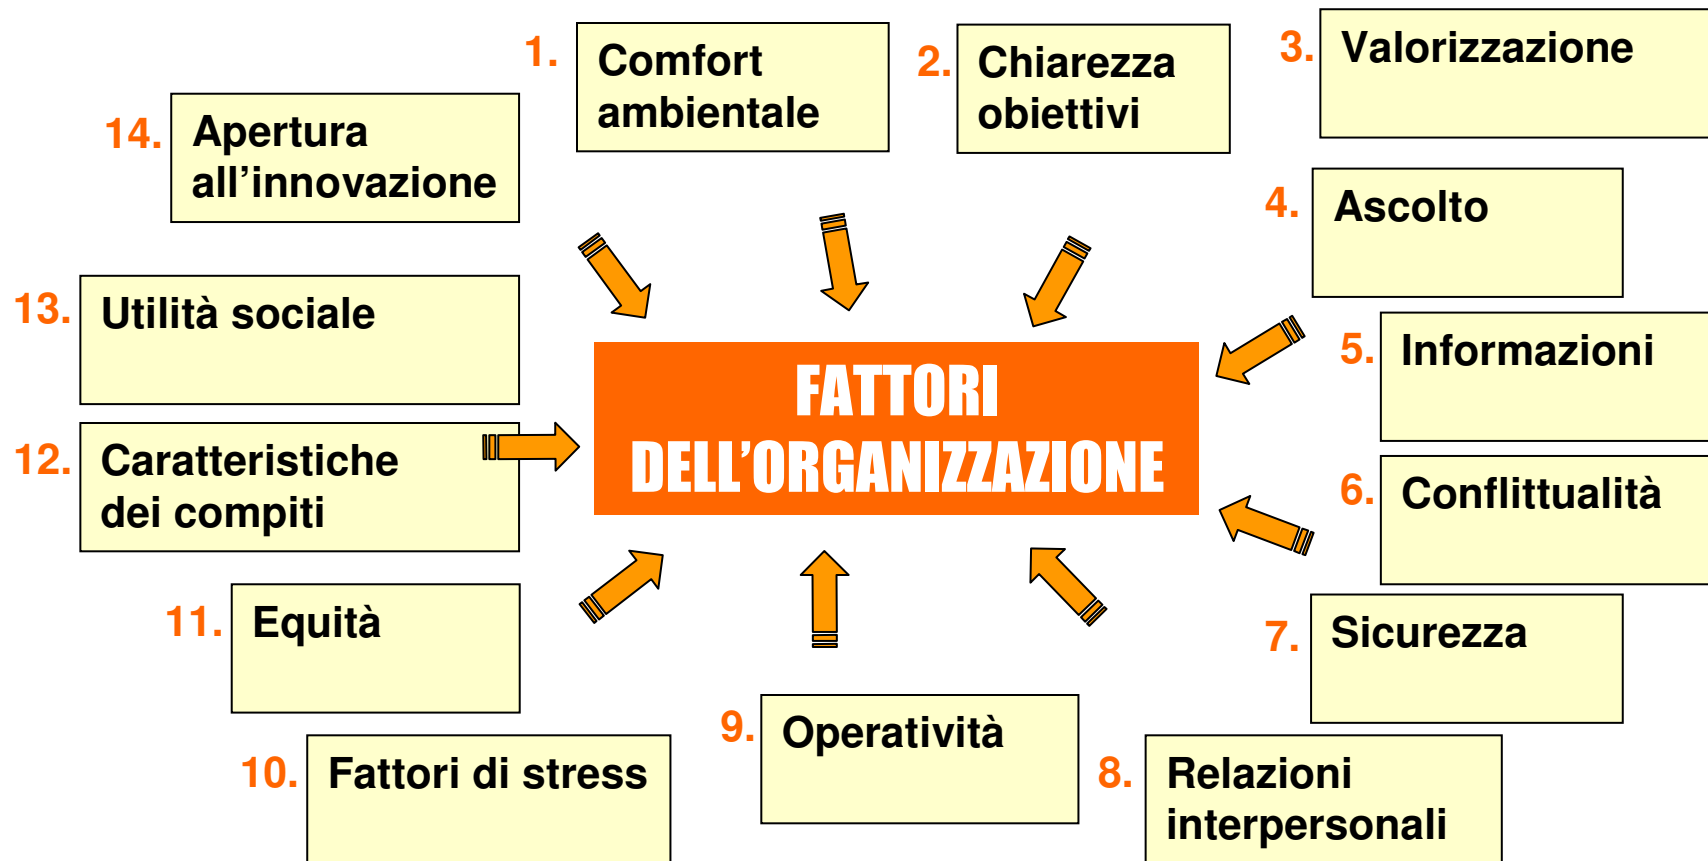 1. Comfort
ambientale
2. Chiarezza
obiettivi
3. Valorizzazione
4. Ascolto
5. Informazioni
6. Conflittualità
7. Sicurezza
8. Relazioni
interpersonali
9. Operatività
10. Fattori di stress
11. Equità
12. Caratteristiche
dei compiti
13. Utilità sociale
14. Apertura
all’innovazione
FATTORI
DELL’ORGANIZZAZIONE